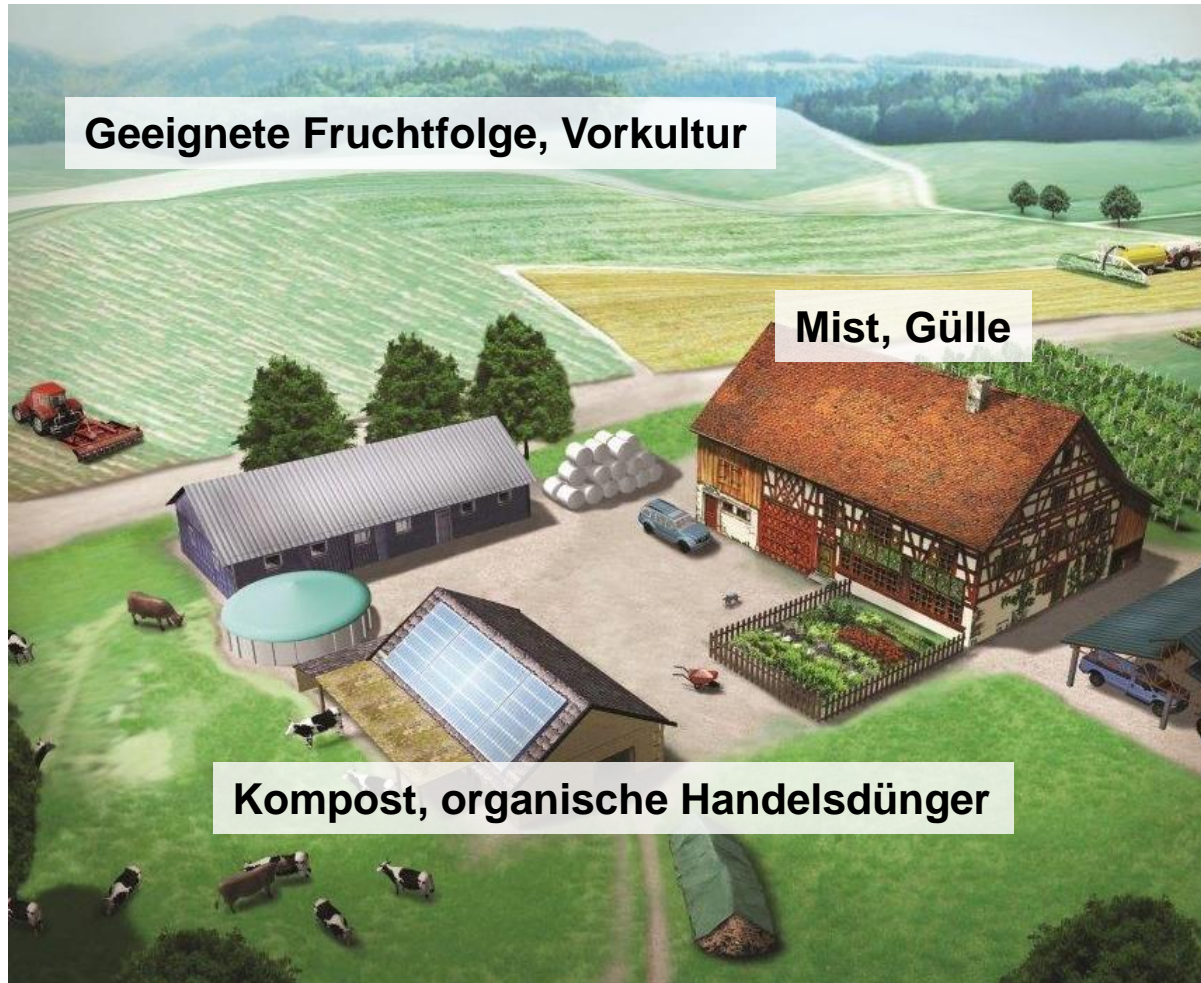 Geeignete Fruchtfolge, Vorkultur
Mist, Gülle
Kompost, organische Handelsdünger